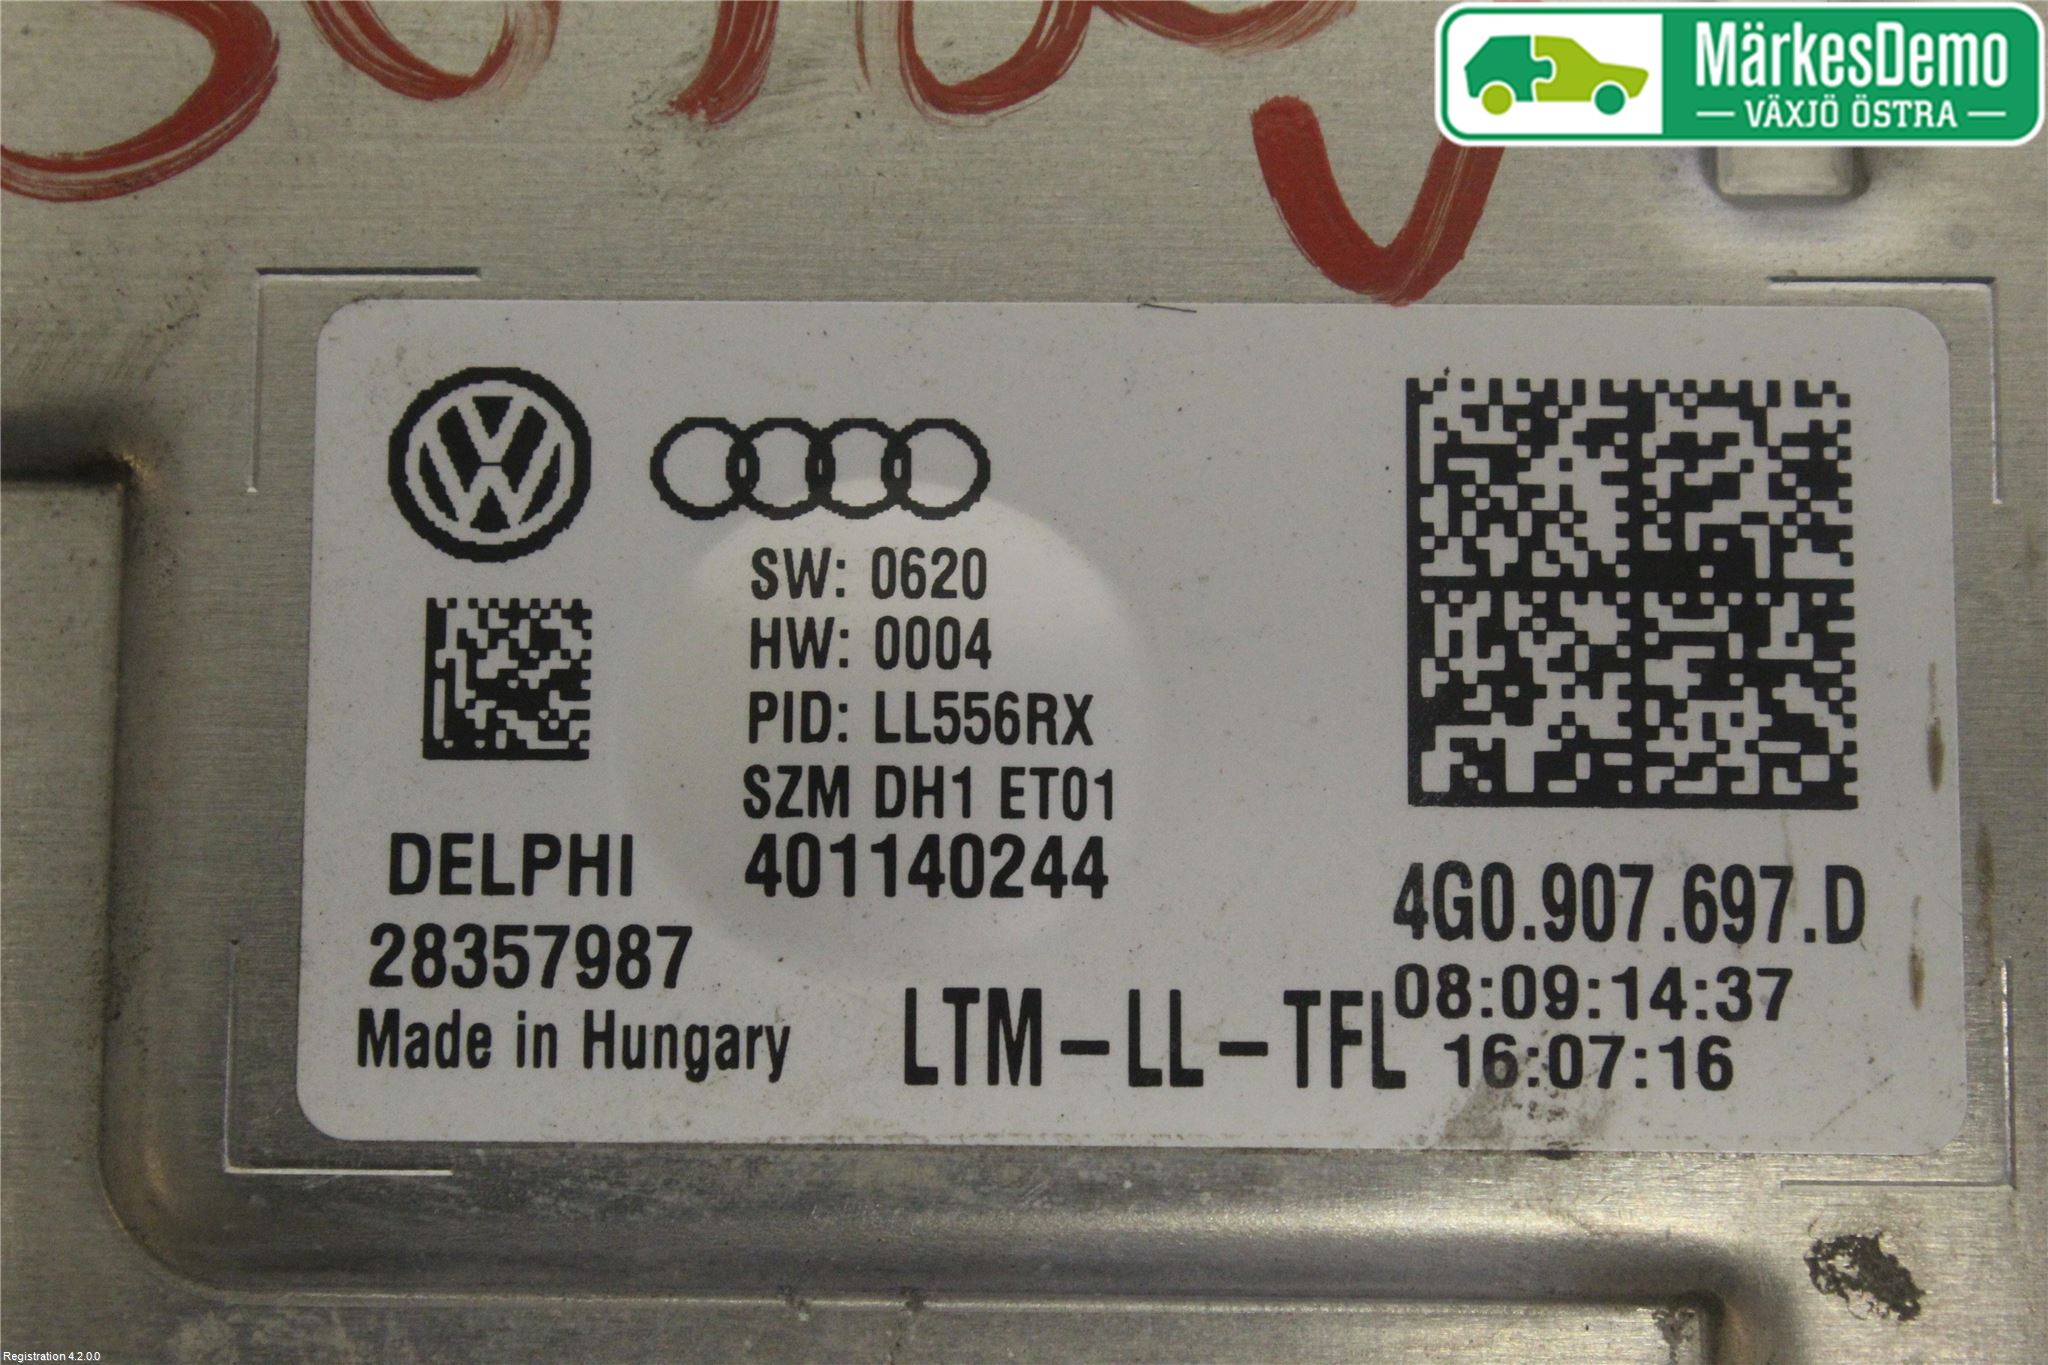 MärkesDemo
VÄXJÖ ÖSTRA
SW: 0620
HW: 0004
PID: LL556RX
SZM DH1 ET01
401140244
DELPHI
28357987
Made in Hungary
LTM-LL-TFL
4G0.907.697.D
08:09:14:37
16:07:16
Registration 4.2.0.0